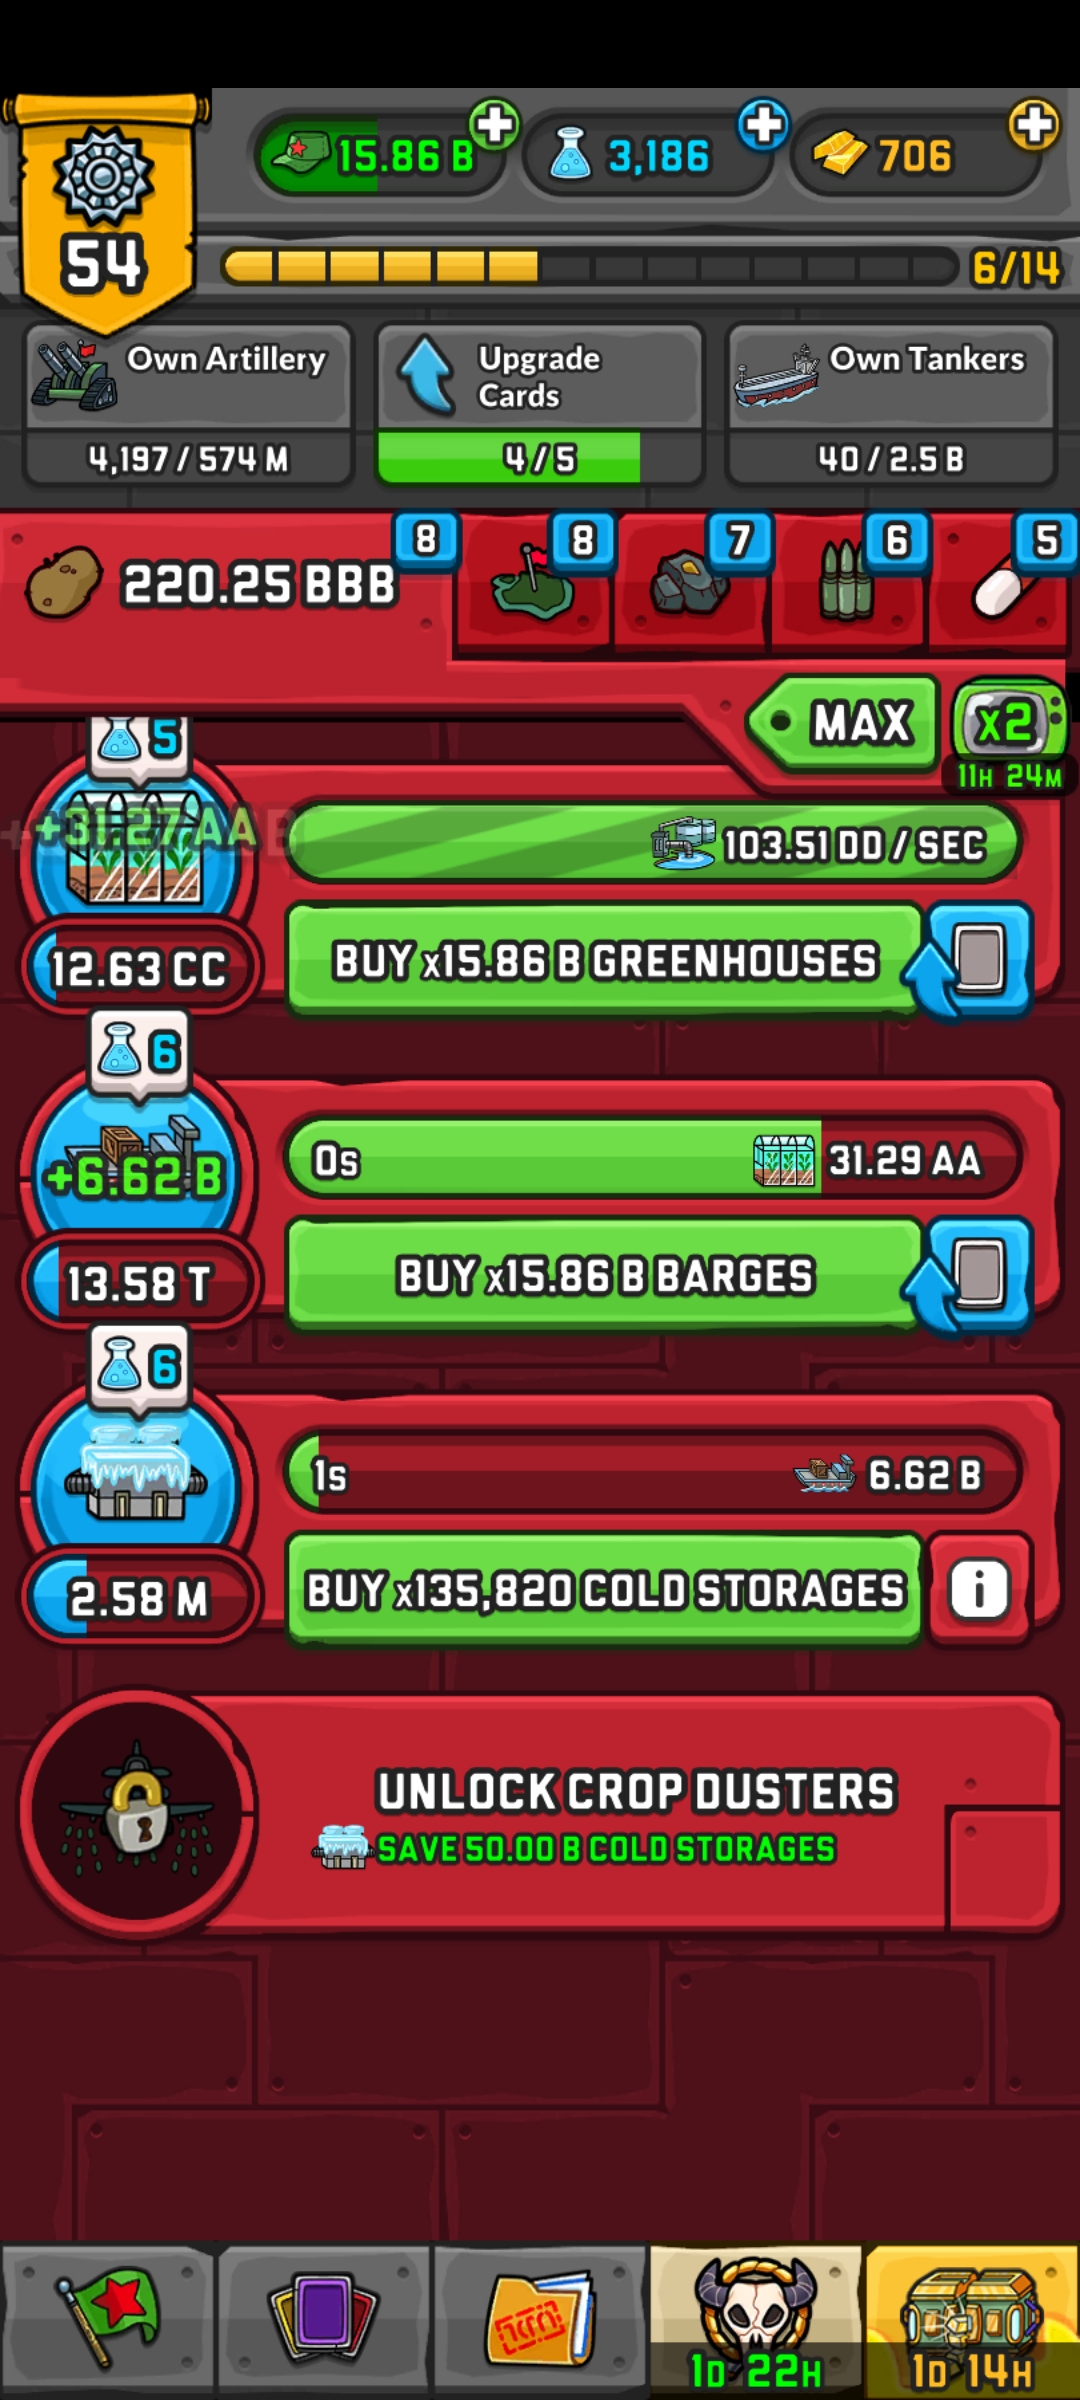 15.86 B
3,186
706
54
6/14
Own Artillery
4,197 / 574 M
Upgrade
Cards
4 / 5
Own Tankers
40 / 2.5 B
220.25 BBB
8
8
7
6
5
MAX
x2
11H 24M
5
+31.27 AA
103.51 DD / SEC
12.63 CC
BUY x15.86 B GREENHOUSES
6
+6.62 B
0s
31.29 AA
13.58 T
BUY x15.86 B BARGES
6
1s
6.62 B
2.58 M
BUY x135,820 COLD STORAGES
i
UNLOCK CROP DUSTERS
SAVE 50.00 B COLD STORAGES
1D 22H
1D 14H